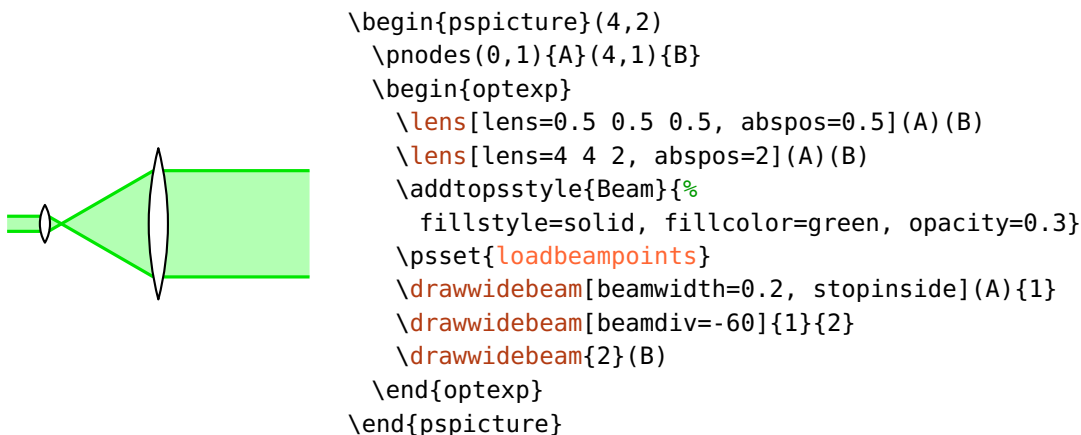 \begin{pspicture}(4,2)
\pnodes(0,1){A}(4,1){B}
\begin{optexp}
\lens[lens=0.5 0.5 0.5, abspos=0.5](A)(B)
\lens[lens=4 4 2, abspos=2](A)(B)
\addtopsstyle{Beam}{%
fillstyle=solid, fillcolor=green, opacity=0.3}
\psset{loadbeampoints}
\drawwidebeam[beamwidth=0.2, stopinside](A){1}
\drawwidebeam[beamdiv=-60]{1}{2}
\drawwidebeam{2}(B)
\end{optexp}
\end{pspicture}